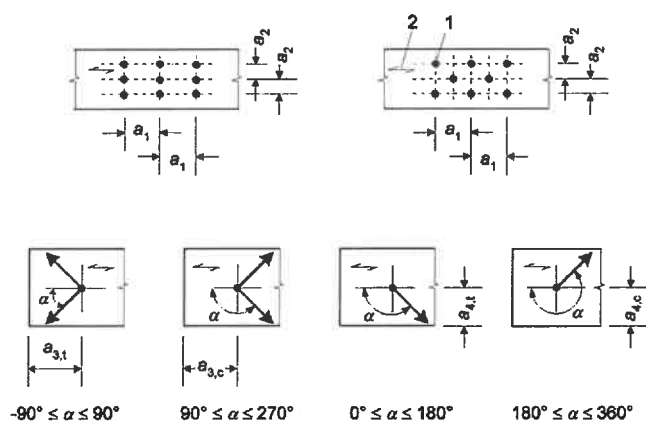 2 1
a₂ a₂ a₂ a₂
a₁ a₁
a₁ a₁
α α α α
a₃,t a₃,c a₄,t a₄,c
-90° ≤ α ≤ 90° 90° ≤ α ≤ 270° 0° ≤ α ≤ 180° 180° ≤ α ≤ 360°